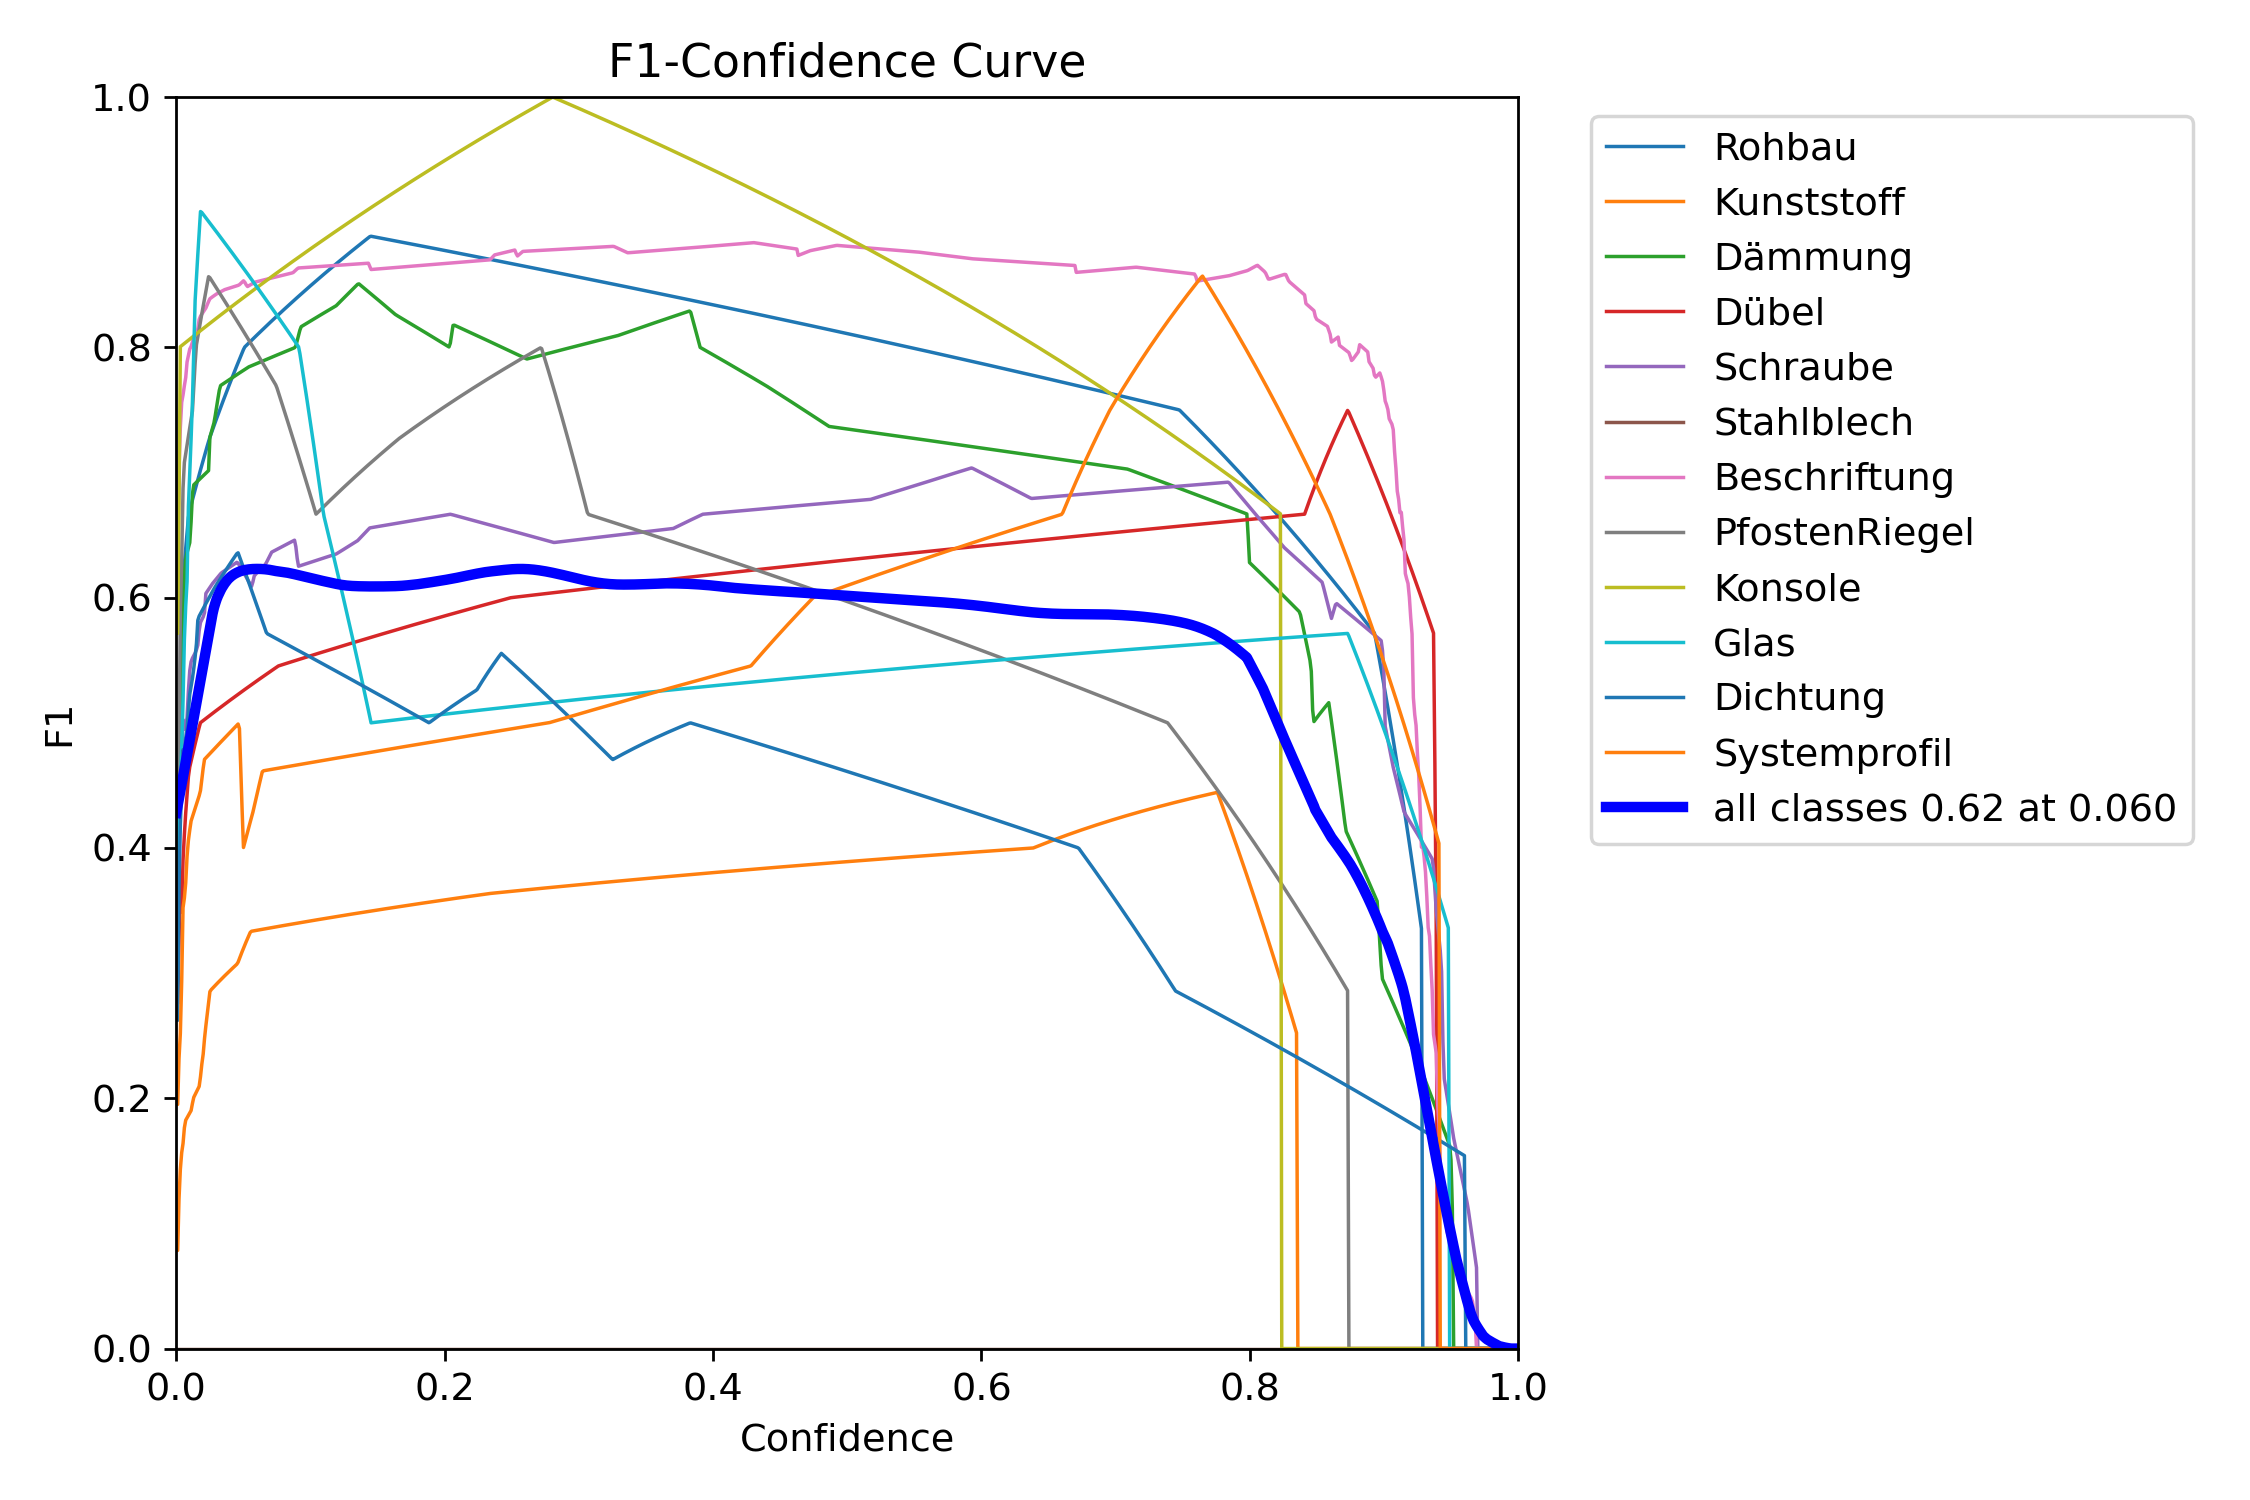 F1-Confidence Curve
1.0
0.8
0.6
0.4
0.2
0.0
F1
0.0 0.2 0.4 0.6 0.8 1.0
Confidence
Rohbau
Kunststoff
Dämmung
Dübel
Schraube
Stahlblech
Beschriftung
PfostenRiegel
Konsole
Glas
Dichtung
Systemprofil
all classes 0.62 at 0.060